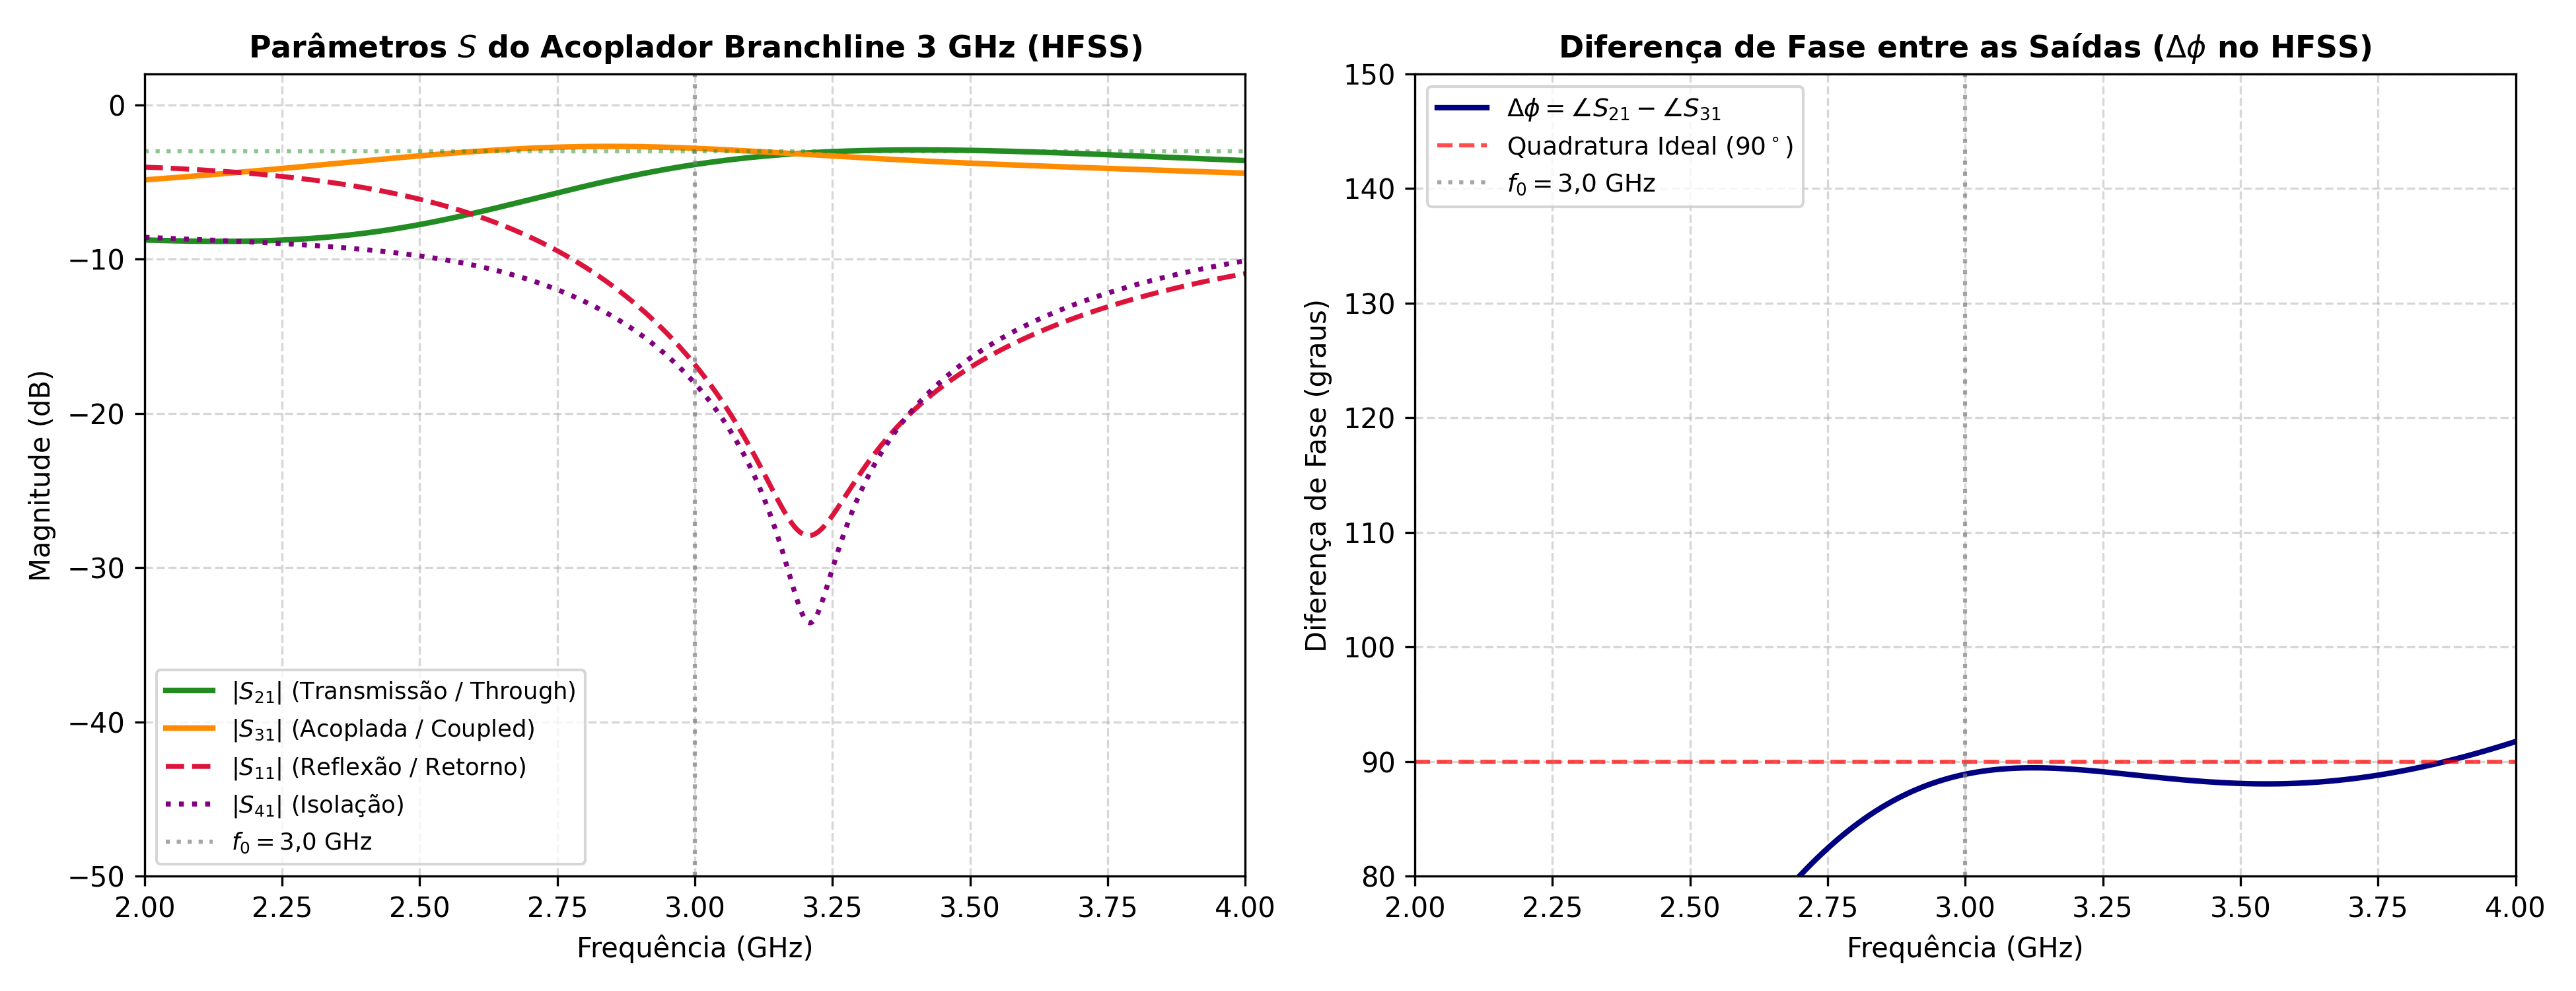 Parâmetros S do Acoplador Branchline 3 GHz (HFSS)
Magnitude (dB)
0
−10
−20
−30
−40
−50
|S21| (Transmissão / Through)
|S31| (Acoplada / Coupled)
|S11| (Reflexão / Retorno)
|S41| (Isolação)
f0 = 3,0 GHz
2.00 2.25 2.50 2.75 3.00 3.25 3.50 3.75 4.00
Frequência (GHz)
Diferença de Fase entre as Saídas (Δϕ no HFSS)
Diferença de Fase (graus)
150
140
130
120
110
100
90
80
Δϕ = ∠S21 − ∠S31
Quadratura Ideal (90°)
f0 = 3,0 GHz
2.00 2.25 2.50 2.75 3.00 3.25 3.50 3.75 4.00
Frequência (GHz)